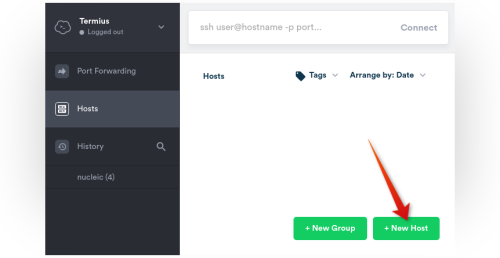 Termius
Logged out
ssh user@hostname -p port...
Connect
Port Forwarding
Hosts
History
nucleic (4)
Hosts
Tags
Arrange by: Date
+ New Group
+ New Host